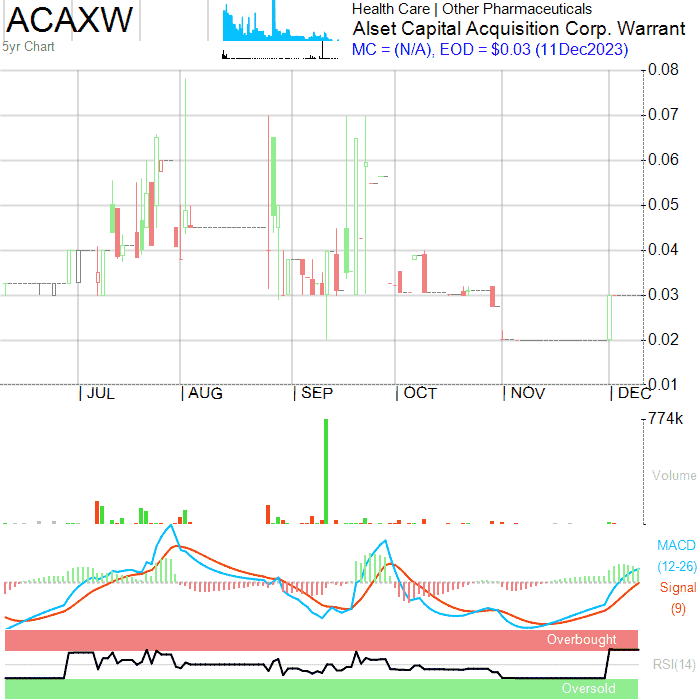 ACAXW
5yr Chart
Health Care | Other Pharmaceuticals
Alset Capital Acquisition Corp. Warrant
MC = (N/A), EOD = $0.03 (11Dec2023)
0.08
0.07
0.06
0.05
0.04
0.03
0.02
0.01
| JUL | AUG | SEP | OCT | NOV | DEC
774k
Volume
MACD
(12-26)
Signal
(9)
Overbought
RSI(14)
Oversold